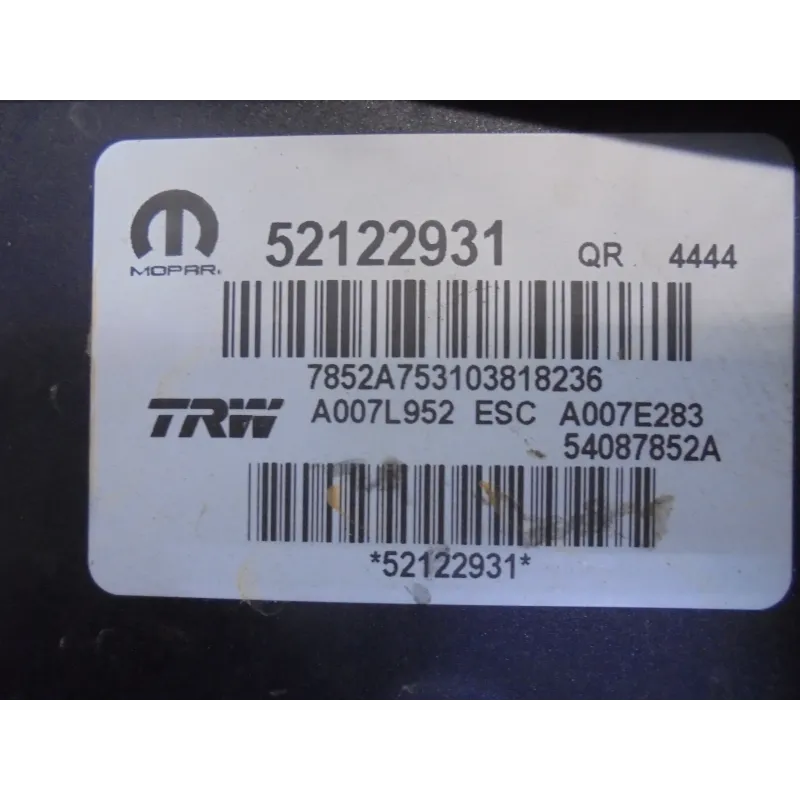 52122931 QR 4444
MOPAR
7852A753103818236
TRW A007L952 ESC A007E283
54087852A
*52122931*